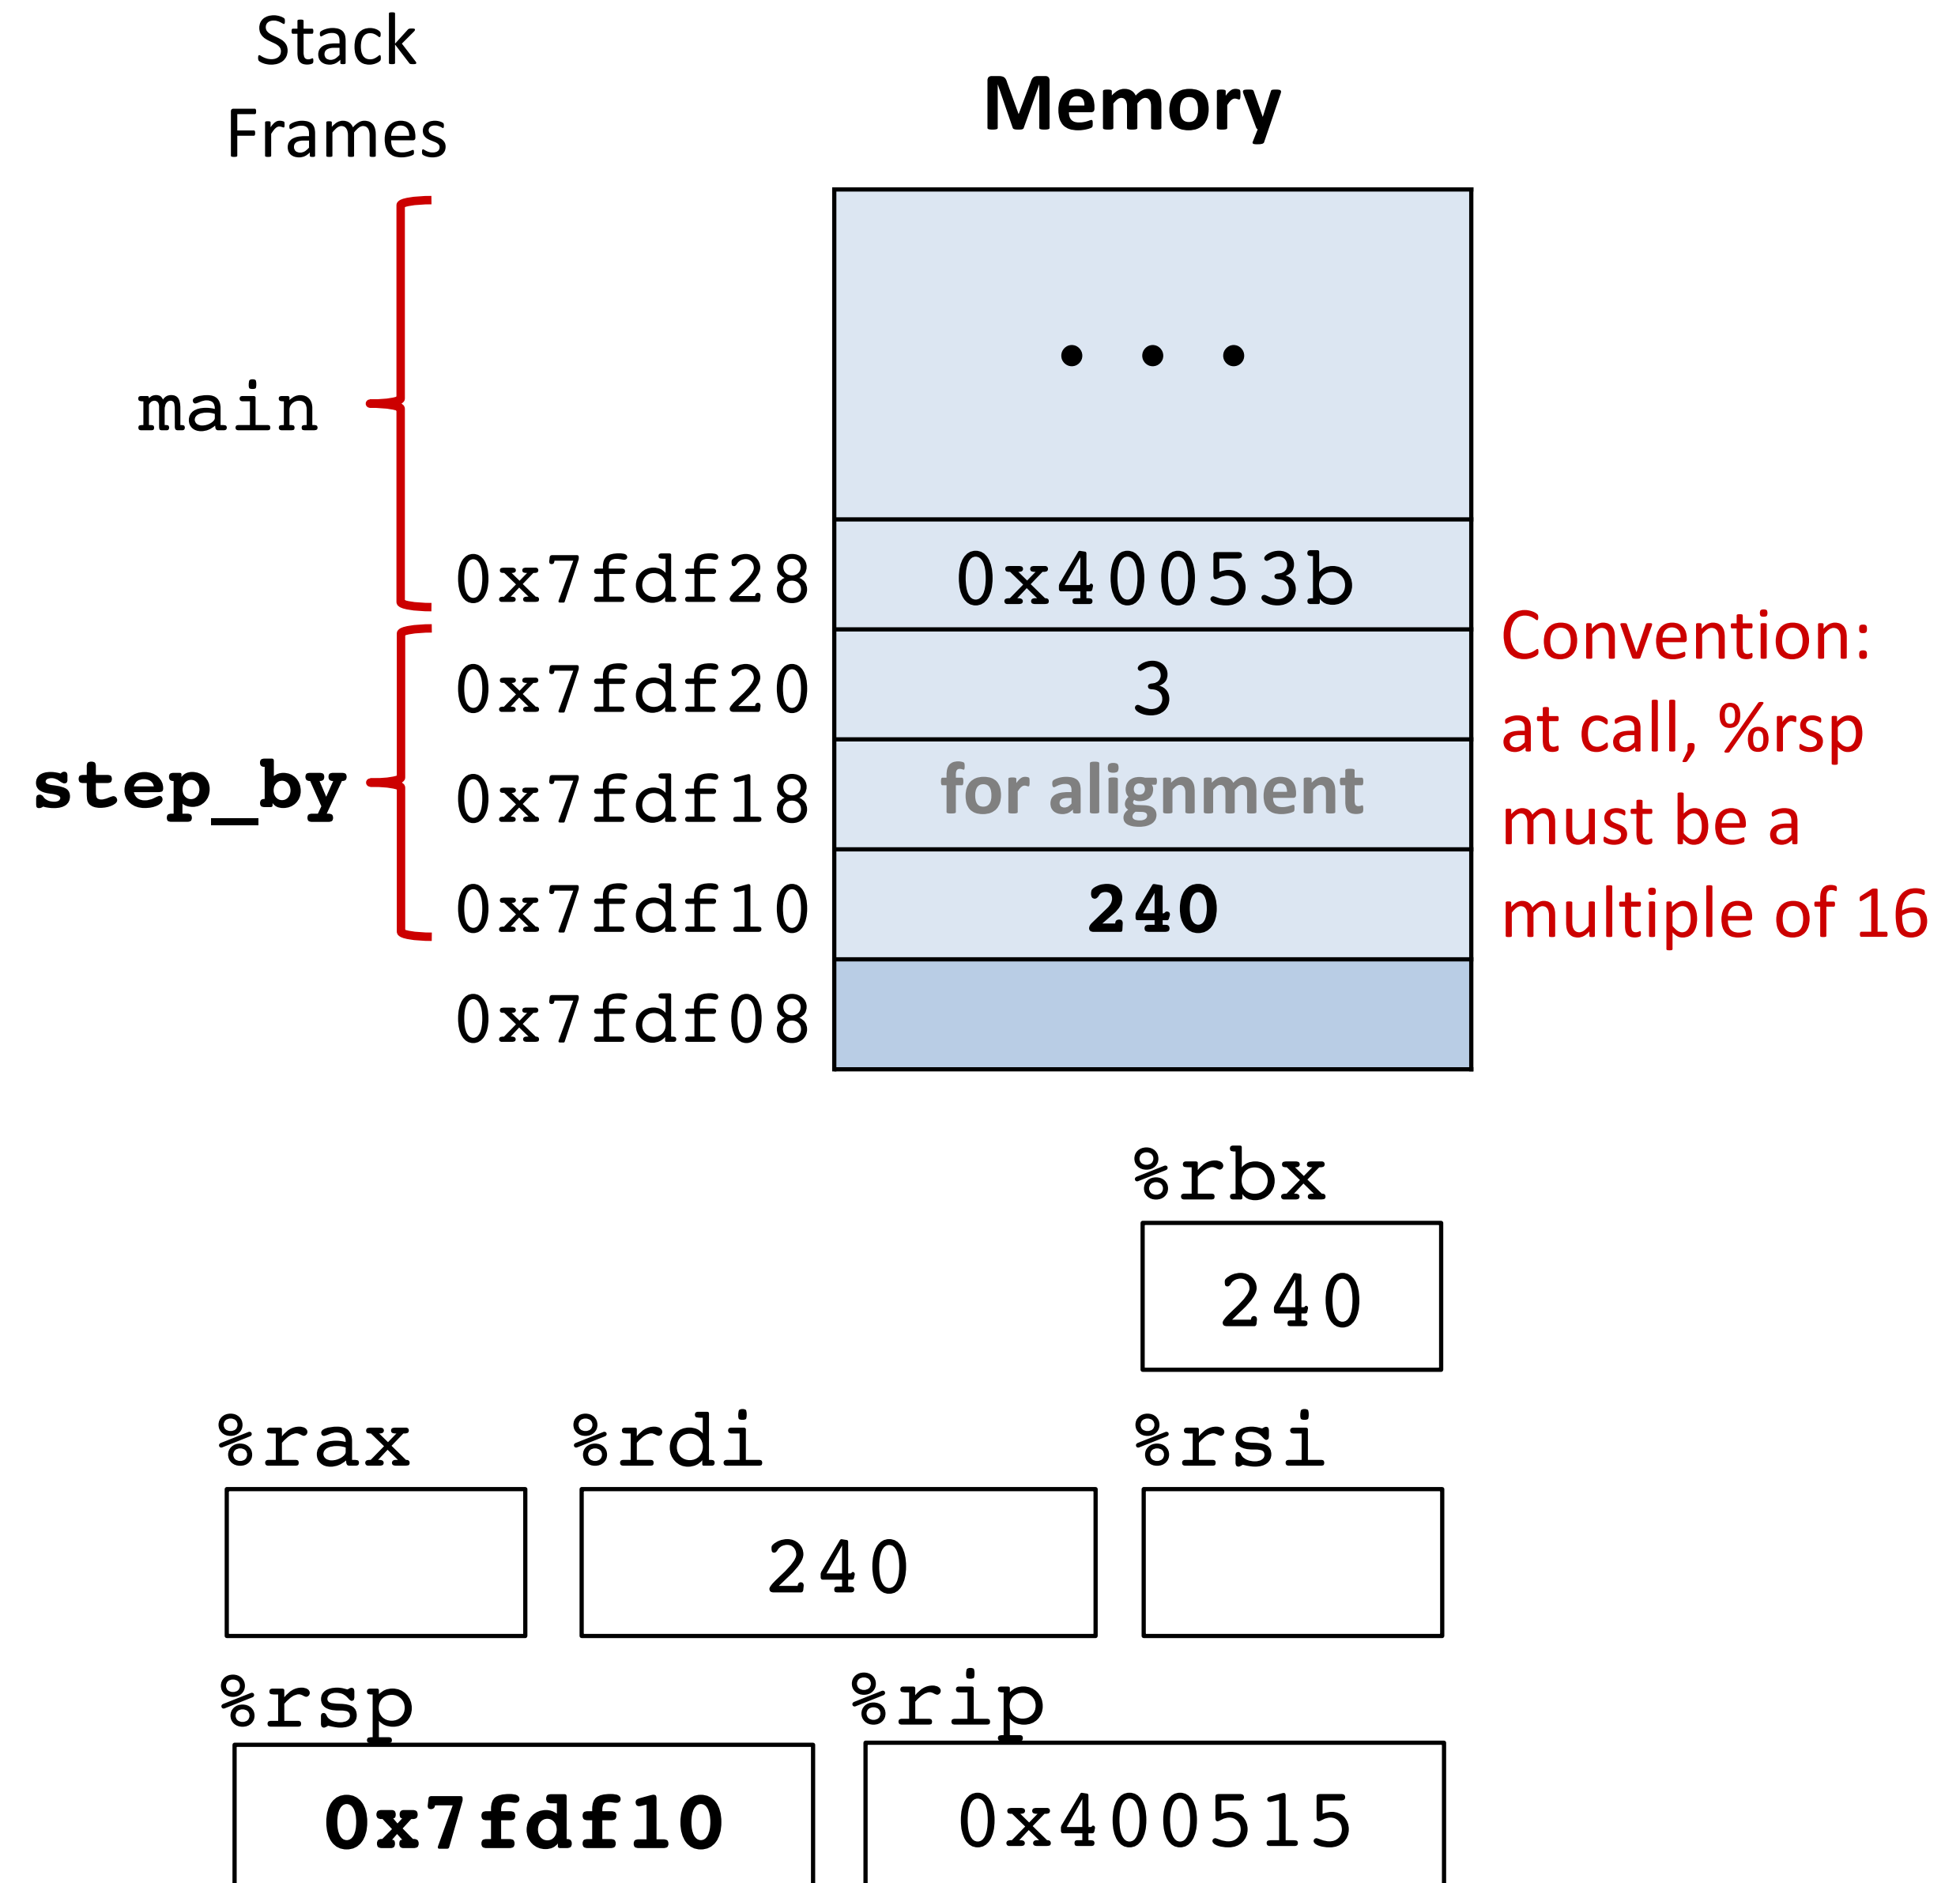 Stack
Frames
Memory
• • •
main
0x7fdf28 0x40053b
0x7fdf20 3
0x7fdf18 for alignment
0x7fdf10 240
0x7fdf08
step_by
Convention:
at call, %rsp
must be a
multiple of 16
%rbx
240
%rax %rdi %rsi
240
%rsp %rip
0x7fdf10 0x400515